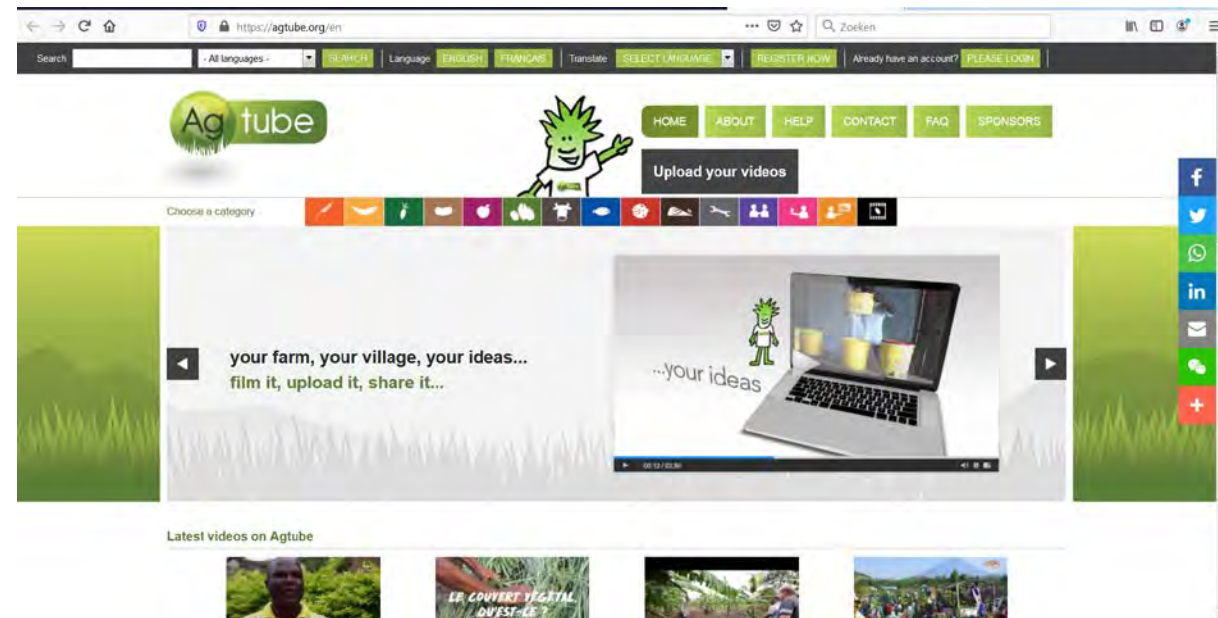 https://agtube.org/en
Zoeken
Search - All languages - SEARCH Language ENGLISH FRANÇAIS Translate SELECT LANGUAGE REGISTER NOW Already have an account? PLEASE LOGIN
Ag tube
HOME ABOUT HELP CONTACT FAQ SPONSORS
Upload your videos
Choose a category
your farm, your village, your ideas...
film it, upload it, share it...
...your ideas
Latest videos on Agtube
LE COUVERT VÉGÉTAL
QU'EST-CE ?